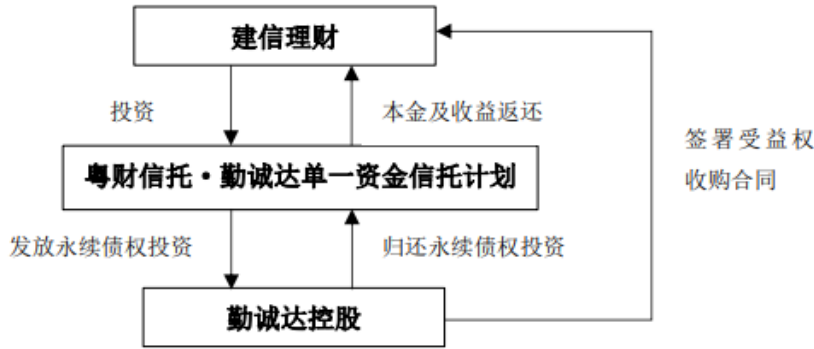 建信理财
投资
本金及收益返还
签署受益权
收购合同
粤财信托·勤诚达单一资金信托计划
发放永续债权投资
归还永续债权投资
勤诚达控股